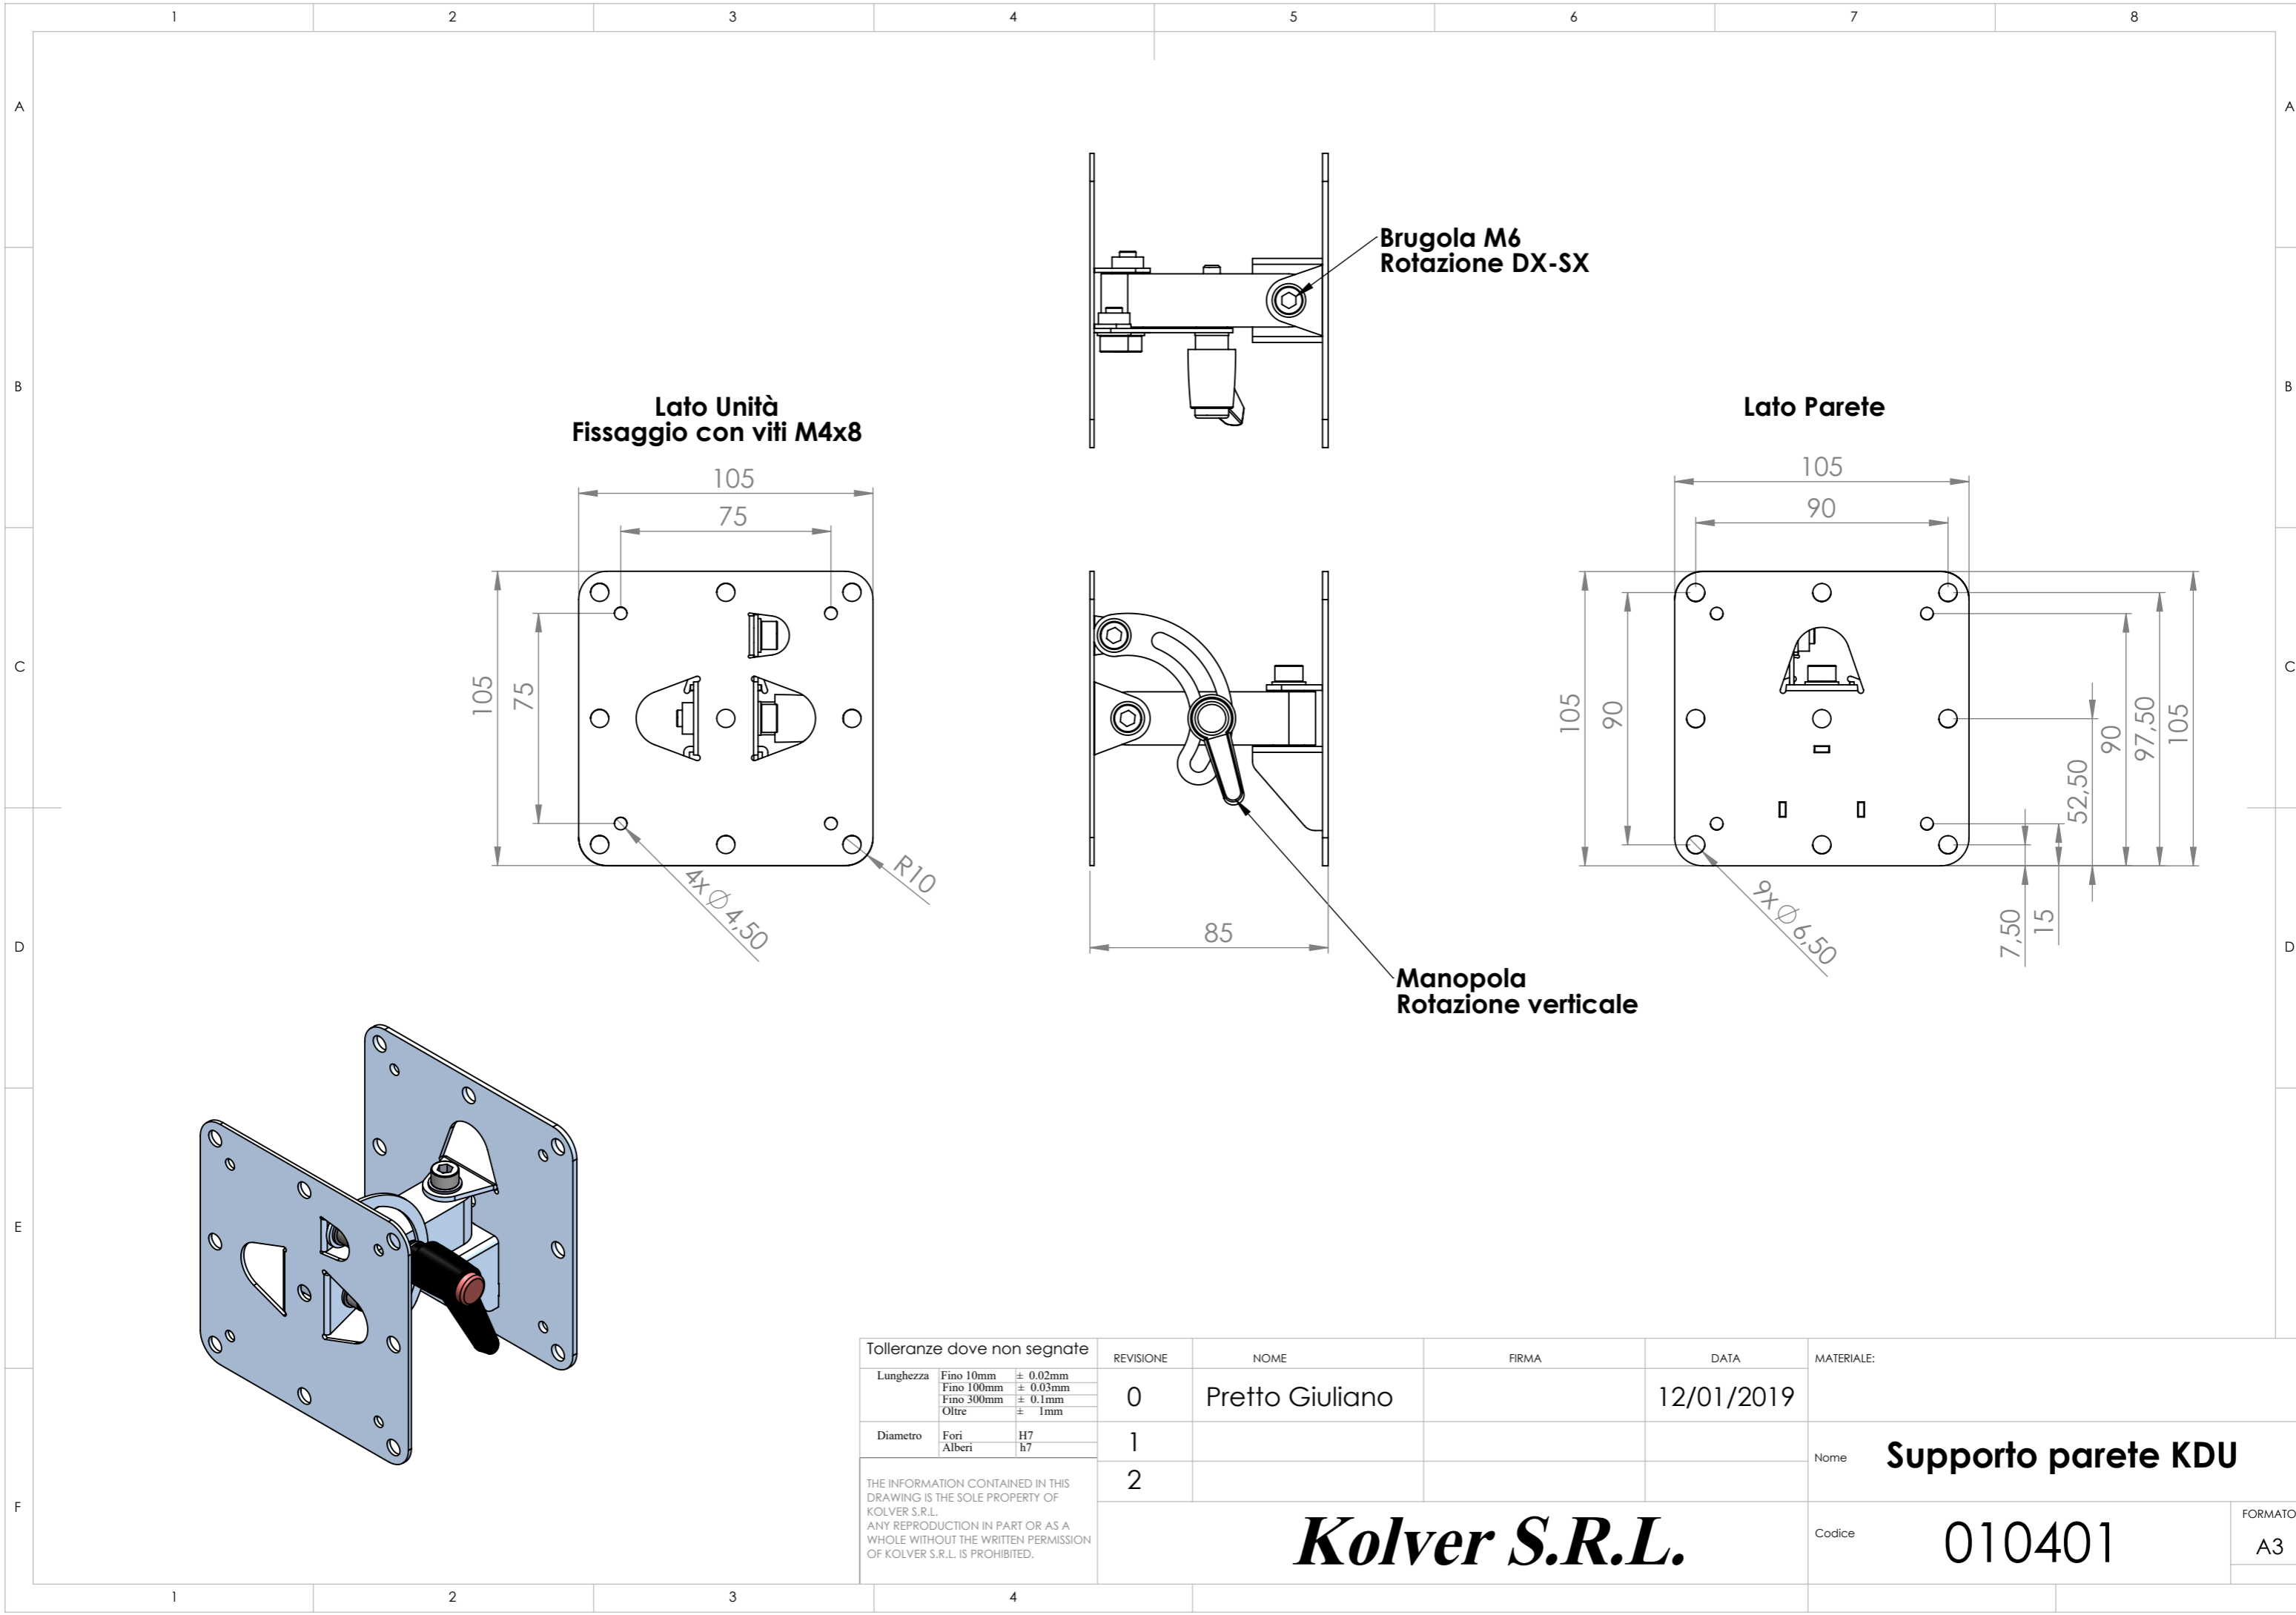 1 2 3 4 5 6 7 8
A A
Brugola M6
Rotazione DX-SX
B B
Lato Unità
Fissaggio con viti M4x8
Lato Parete
105
75
105
90
C C
105
75
105
90
52,50
90
97,50
105
4x∅4,50
R10
85
9x∅6,50
7,50
15
D D
Manopola
Rotazione verticale
E E
F
Tolleranze dove non segnate
Lunghezza Fino 10mm ± 0.02mm
Fino 100mm ± 0.03mm
Fino 300mm ± 0.1mm
Oltre ± 1mm
Diametro Fori H7
Alberi h7
THE INFORMATION CONTAINED IN THIS
DRAWING IS THE SOLE PROPERTY OF
KOLVER S.R.L.
ANY REPRODUCTION IN PART OR AS A
WHOLE WITHOUT THE WRITTEN PERMISSION
OF KOLVER S.R.L. IS PROHIBITED.
REVISIONE NOME FIRMA DATA
0 Pretto Giuliano 12/01/2019
1
2
Kolver S.R.L.
MATERIALE:
Nome Supporto parete KDU
Codice 010401
FORMATO
A3
1 2 3 4